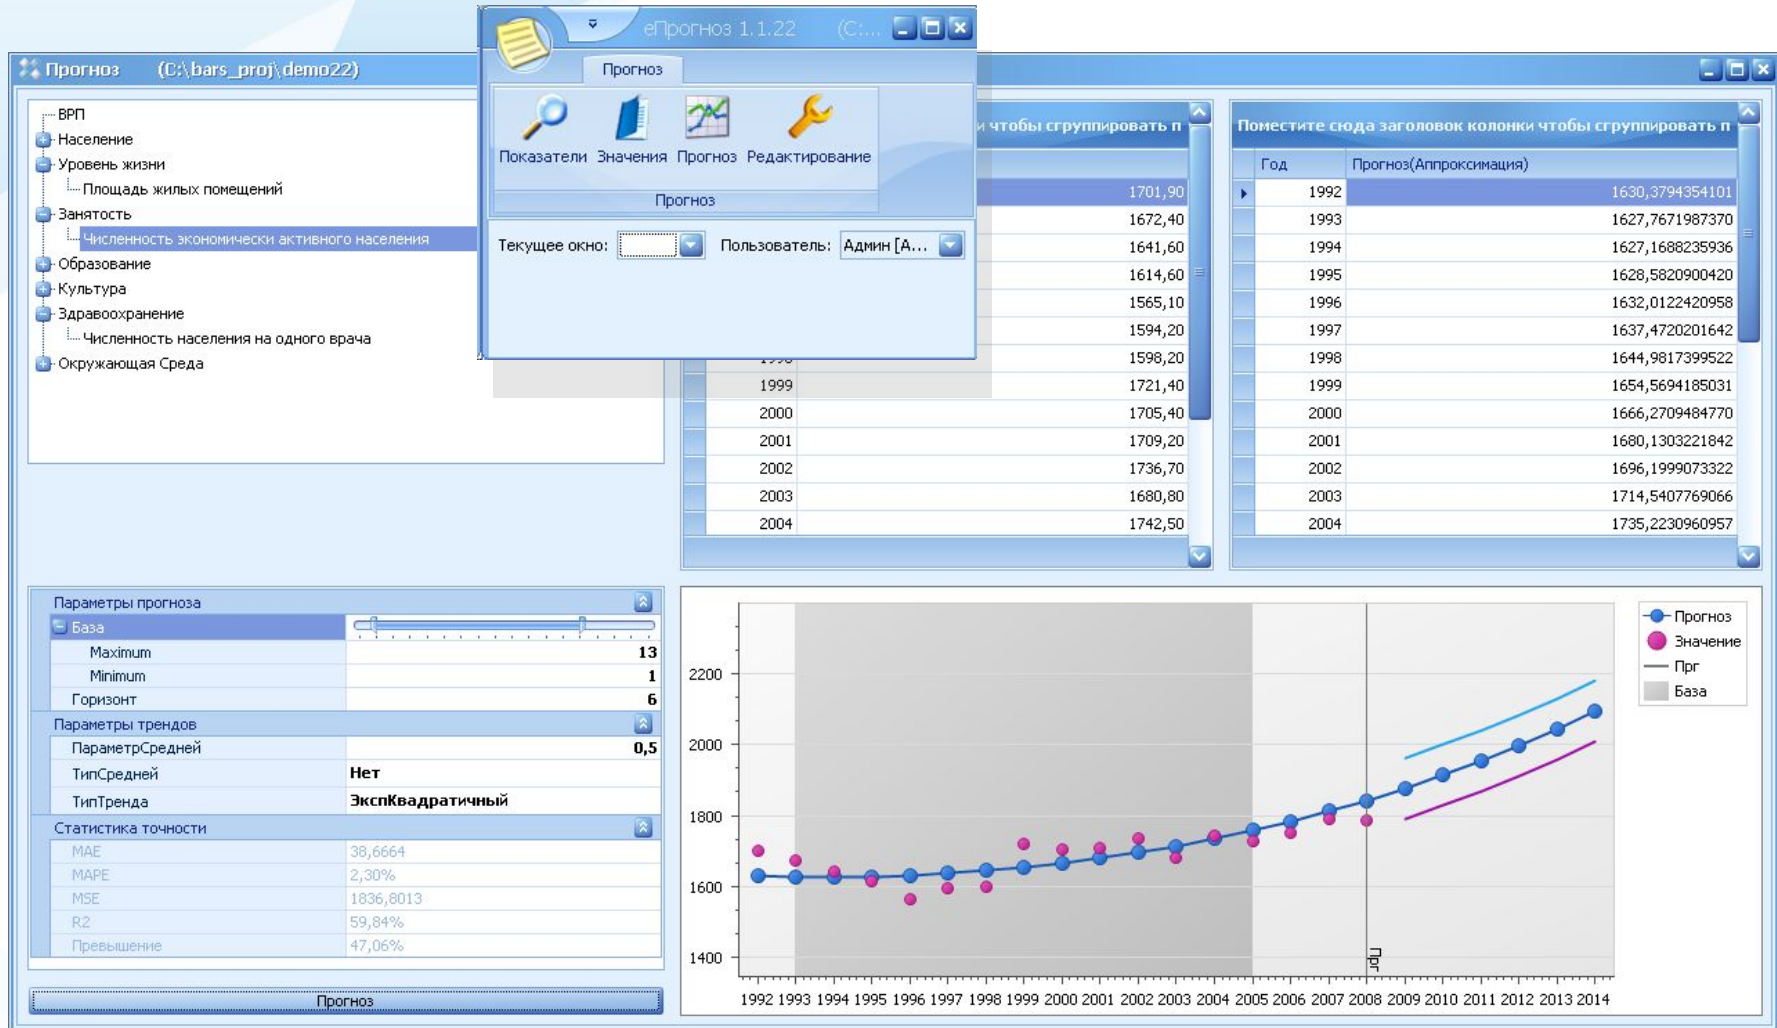 еПрогноз 1.1.22 (C:...
Прогноз
Показатели Значения Прогноз Редактирование
Прогноз
Текущее окно: Пользователь: Админ [А...
Прогноз (C:\bars_proj\demo22)
ВРП
Население
Уровень жизни
Площадь жилых помещений
Занятость
Численность экономически активного населения
Образование
Культура
Здравоохранение
Численность населения на одного врача
Окружающая Среда
чтобы сгруппировать п
1701,90
1672,40
1641,60
1614,60
1565,10
1594,20
1598,20
1999 1721,40
2000 1705,40
2001 1709,20
2002 1736,70
2003 1680,80
2004 1742,50
Поместите сюда заголовок колонки чтобы сгруппировать п
Год Прогноз(Аппроксимация)
1992 1630,3794354101
1993 1627,7671987370
1994 1627,1688235936
1995 1628,5820900420
1996 1632,0122420958
1997 1637,4720201642
1998 1644,9817399522
1999 1654,5694185031
2000 1666,2709484770
2001 1680,1303221842
2002 1696,1999073322
2003 1714,5407769066
2004 1735,2230960957
Параметры прогноза
База
Maximum 13
Minimum 1
Горизонт 6
Параметры трендов
ПараметрСредней 0,5
ТипСредней Нет
ТипТренда ЭкспКвадратичный
Статистика точности
MAE 38,6664
MAPE 2,30%
MSE 1836,8013
R2 59,84%
Превышение 47,06%
Прогноз
2200
2000
1800
1600
1400
Прг
1992 1993 1994 1995 1996 1997 1998 1999 2000 2001 2002 2003 2004 2005 2006 2007 2008 2009 2010 2011 2012 2013 2014
Прогноз
Значение
Прг
База